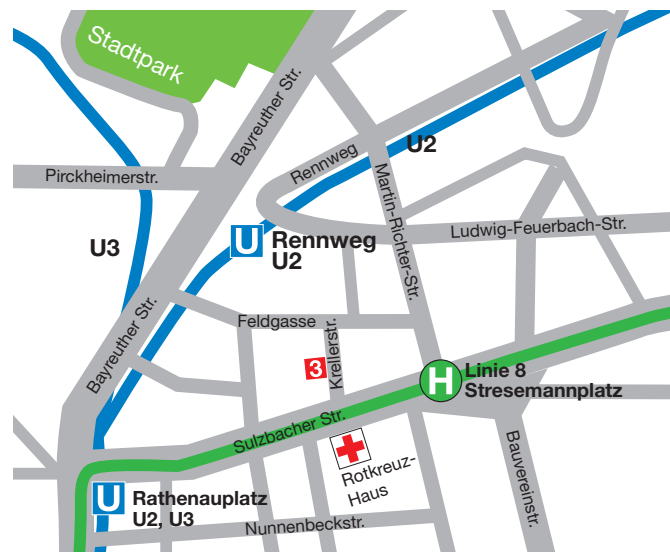 Stadtpark
Bayreuther Str.
Rennweg
U2
Pirckheimerstr.
Martin-Richter-Str.
U3
U
Rennweg
U2
Ludwig-Feuerbach-Str.
Bayreuther Str.
Feldgasse
Krellerstr.
3
H
Linie 8
Stresemannplatz
Sulzbacher Str.
Rotkreuz-
Haus
Bauvereinstr.
U
Rathenauplatz
U2, U3
Nunnenbeckstr.